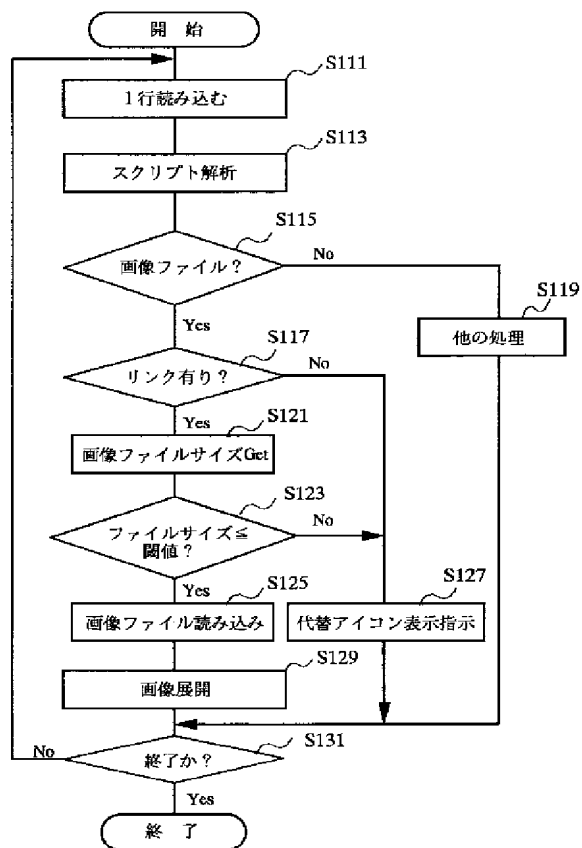 開 始
S111
1行読み込む
S113
スクリプト解析
S115
画像ファイル?
No
S119
他の処理
Yes
S117
リンク有り?
No
Yes
S121
画像ファイルサイズGet
S123
ファイルサイズ≦
閾値?
No
Yes
S125
画像ファイル読み込み
S127
代替アイコン表示指示
S129
画像展開
S131
終了か?
No
Yes
終 了